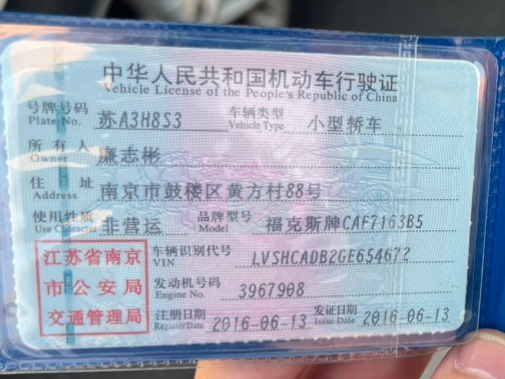 中华人民共和国机动车行驶证
Vehicle License of the People's Republic of China
号牌号码 Plate No. 苏A3H8S3 车辆类型 Vehicle Type 小型轿车
所有人 Owner 廉志彬
住址 Address 南京市鼓楼区黄方村88号
使用性质 Use Character 非营运 品牌型号 Model 福克斯牌CAF7163B5
江苏省南京市公安局交通管理局
车辆识别代号 VIN LVSHCADB2GE654672
发动机号码 Engine No. 3967908
注册日期 Register Date 2016-06-13 发证日期 Issue Date 2016-06-13